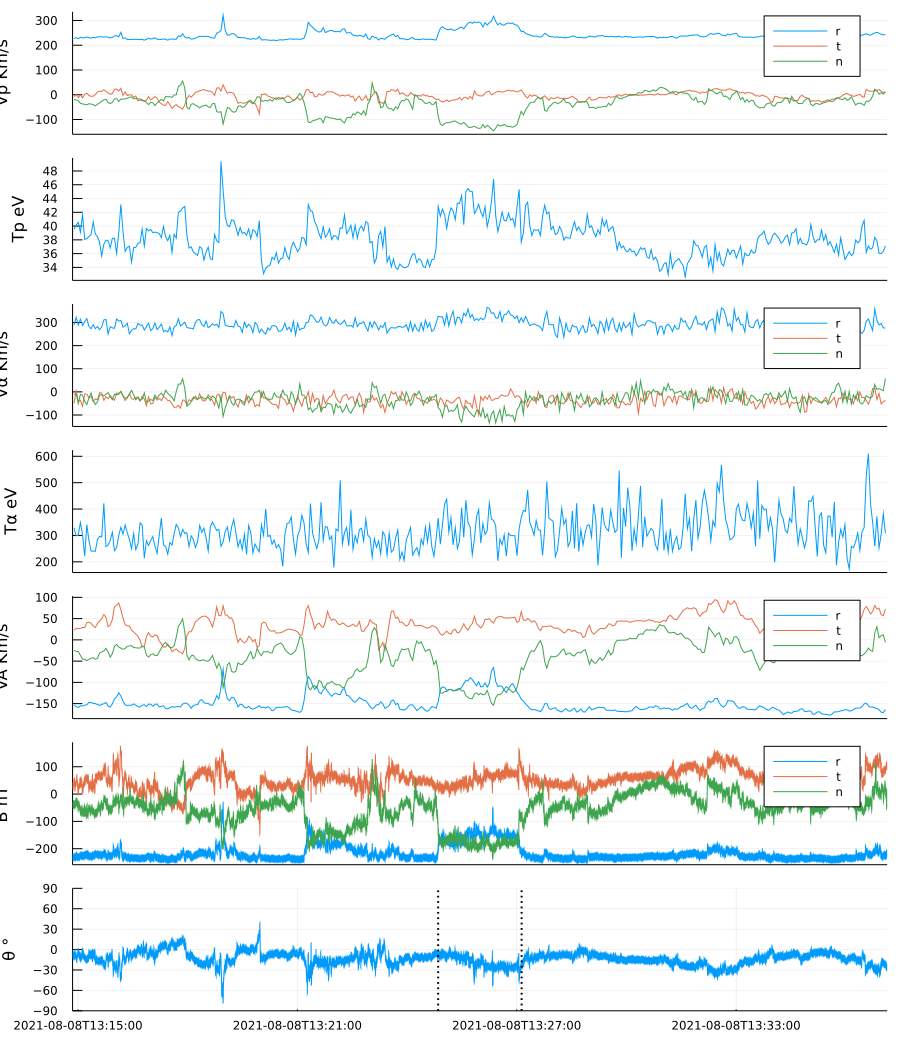 300
200
100
0
−100
Vp Km/s
r
t
n
48
46
44
42
40
38
36
34
Tp eV
300
200
100
0
−100
Vα Km/s
r
t
n
600
500
400
300
200
Tα eV
100
50
0
−50
−100
−150
VA Km/s
r
t
n
100
0
−100
−200
B nT
r
t
n
90
60
30
0
−30
−60
−90
θ °
2021-08-08T13:15:00 2021-08-08T13:21:00 2021-08-08T13:27:00 2021-08-08T13:33:00